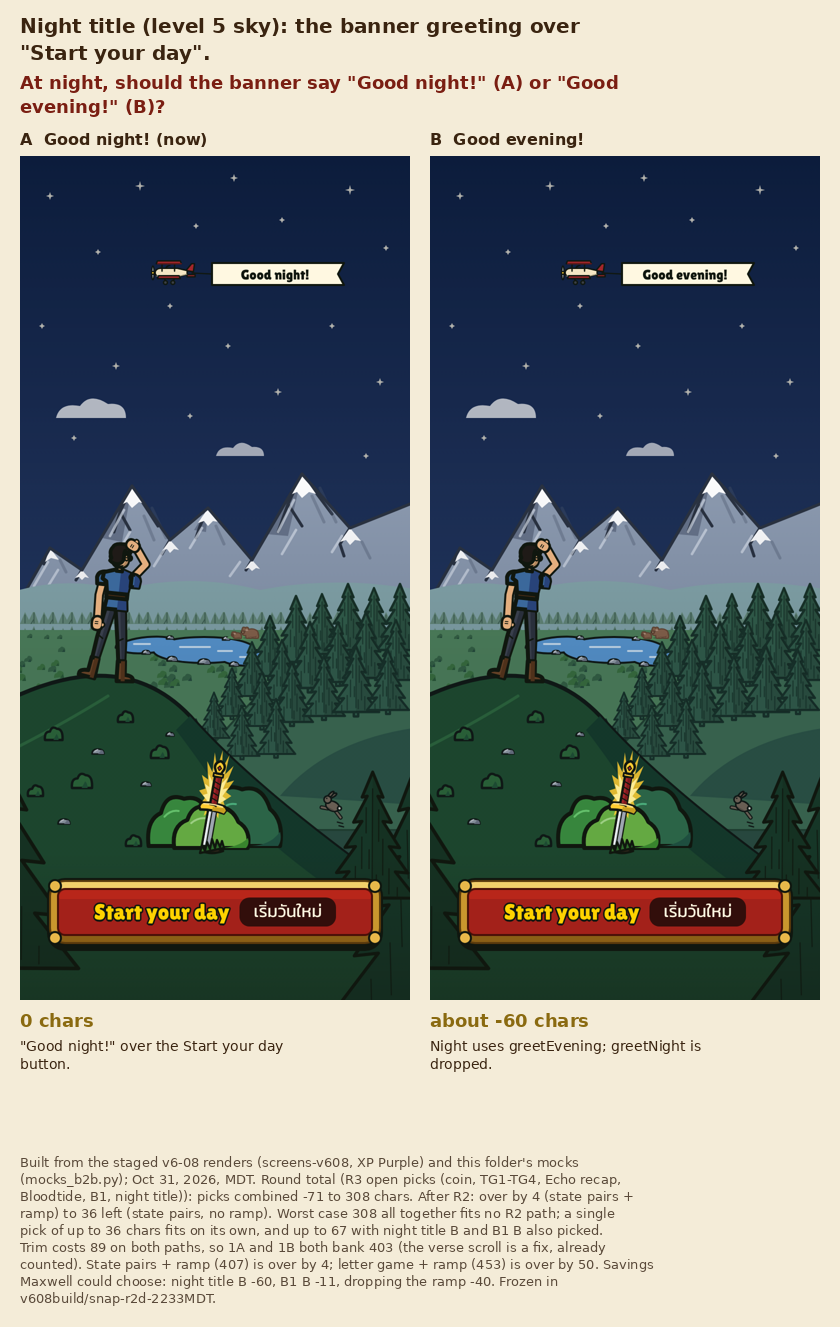 Night title (level 5 sky): the banner greeting over
"Start your day".
At night, should the banner say "Good night!" (A) or "Good
evening!" (B)?
A  Good night! (now)
B  Good evening!
Good night!
Good evening!
Start your day เริ่มวันใหม่
Start your day เริ่มวันใหม่
0 chars
about -60 chars
"Good night!" over the Start your day
button.
Night uses greetEvening; greetNight is
dropped.
Built from the staged v6-08 renders (screens-v608, XP Purple) and this folder's mocks
(mocks_b2b.py); Oct 31, 2026, MDT. Round total (R3 open picks (coin, TG1-TG4, Echo recap,
Bloodtide, B1, night title)): picks combined -71 to 308 chars. After R2: over by 4 (state pairs +
ramp) to 36 left (state pairs, no ramp). Worst case 308 all together fits no R2 path; a single
pick of up to 36 chars fits on its own, and up to 67 with night title B and B1 B also picked.
Trim costs 89 on both paths, so 1A and 1B both bank 403 (the verse scroll is a fix, already
counted). State pairs + ramp (407) is over by 4; letter game + ramp (453) is over by 50. Savings
Maxwell could choose: night title B -60, B1 B -11, dropping the ramp -40. Frozen in
v608build/snap-r2d-2233MDT.